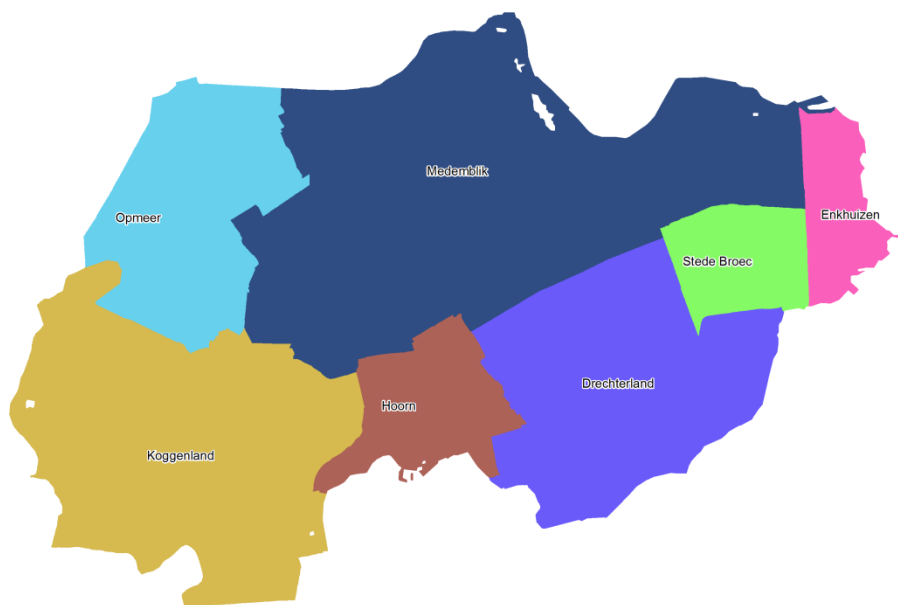 Medemblik
Opmeer
Enkhuizen
Stede Broec
Drechterland
Hoorn
Koggenland